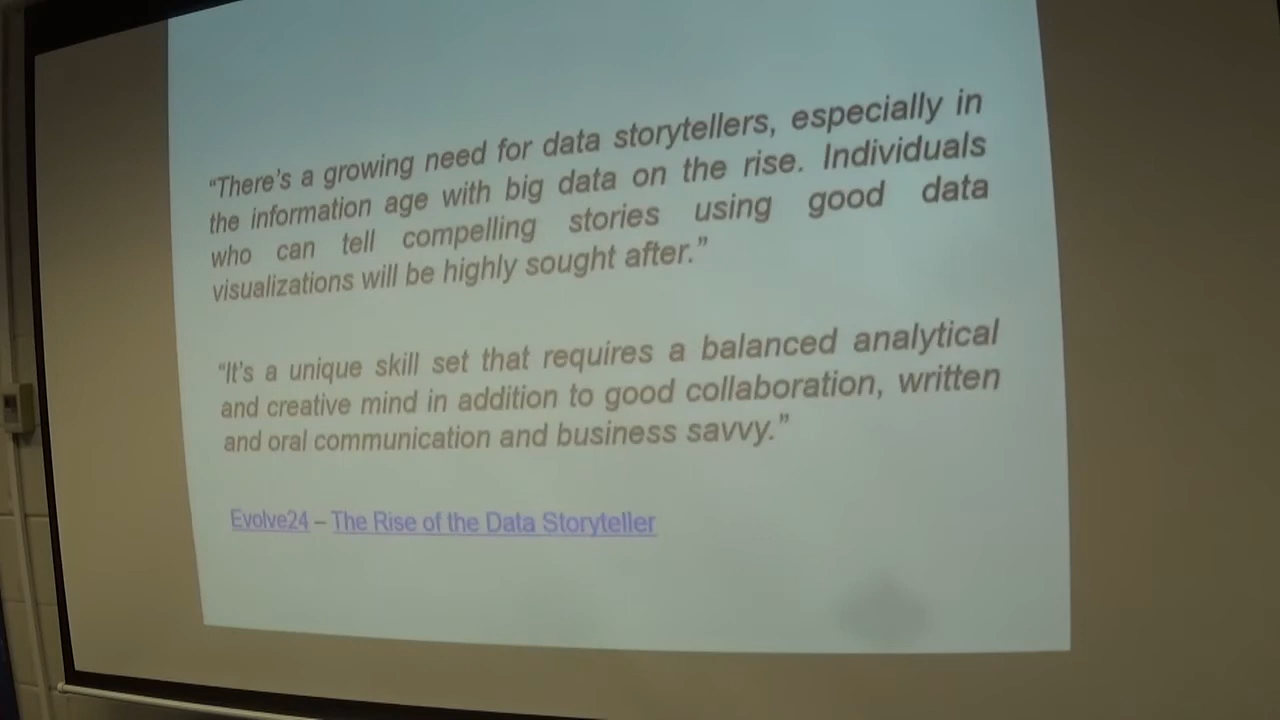 “There’s a growing need for data storytellers, especially in
the information age with big data on the rise. Individuals
who can tell compelling stories using good data
visualizations will be highly sought after.”
“It’s a unique skill set that requires a balanced analytical
and creative mind in addition to good collaboration, written
and oral communication and business savvy.”
Evolve24 – The Rise of the Data Storyteller